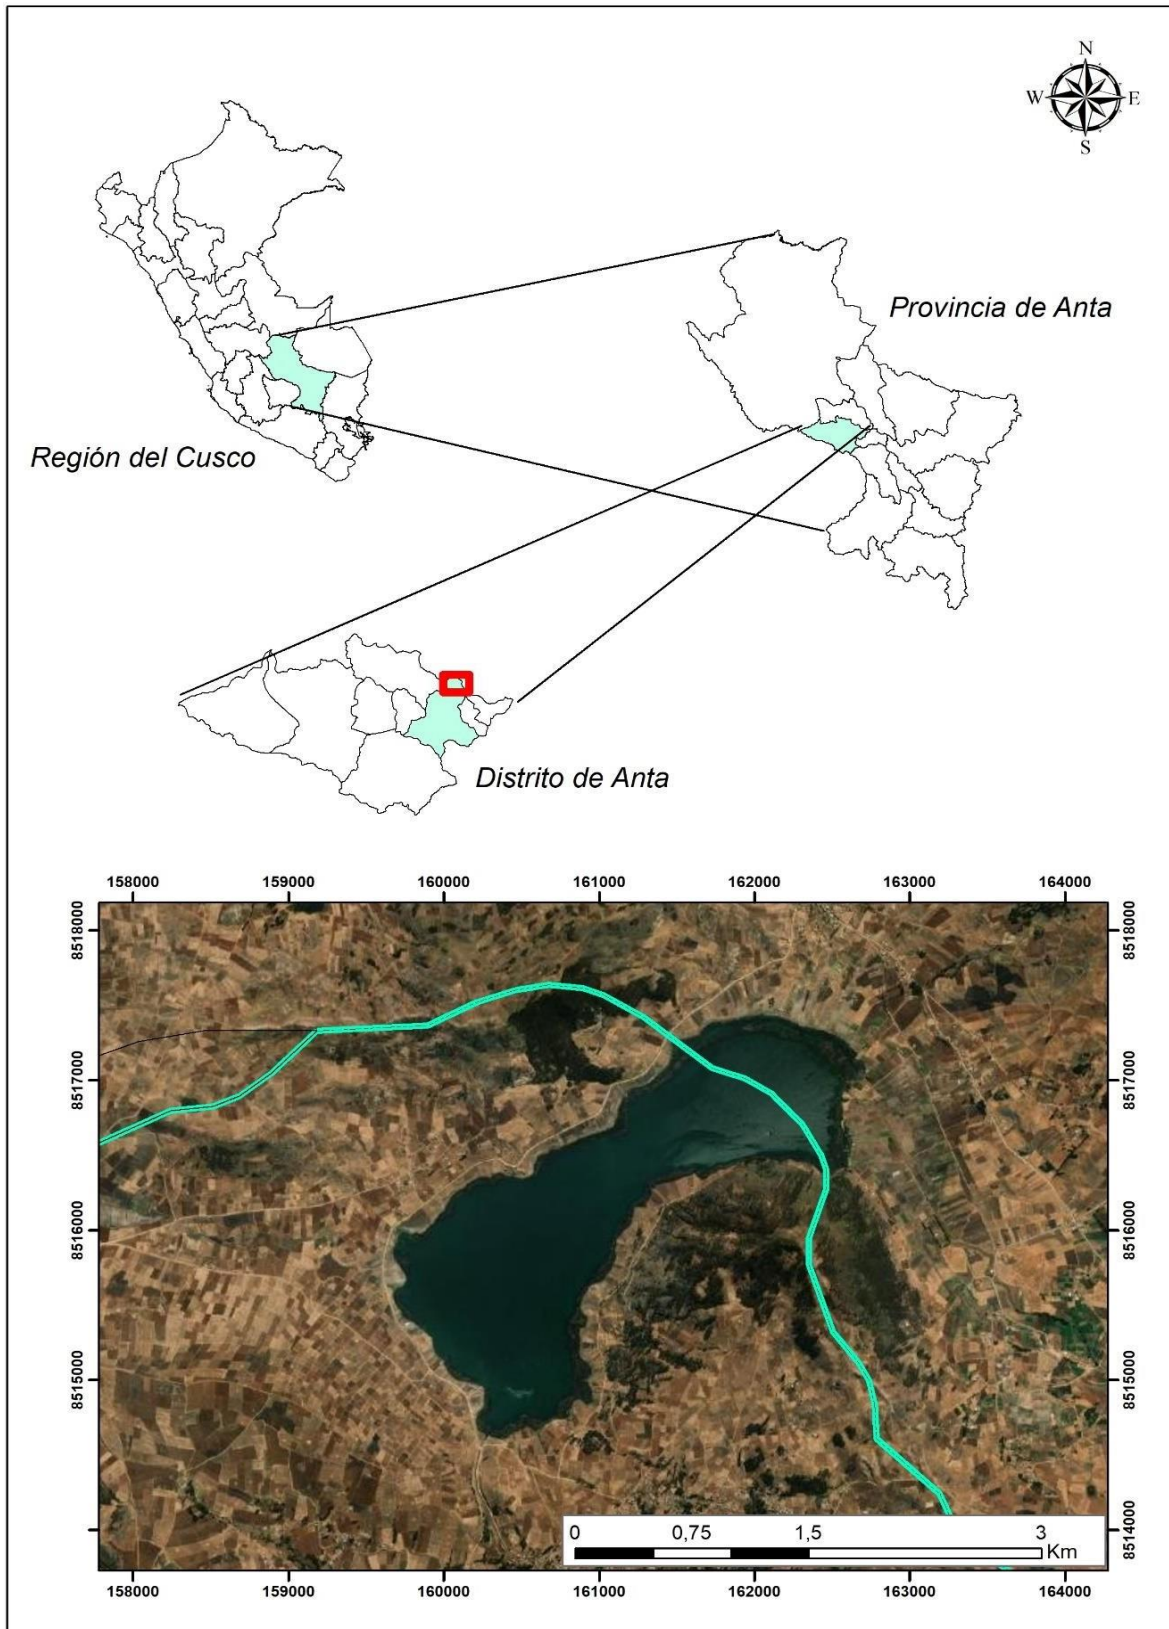 N
W E
S
Provincia de Anta
Región del Cusco
Distrito de Anta
158000 159000 160000 161000 162000 163000 164000
8518000 8518000
8517000 8517000
8516000 8516000
8515000 8515000
8514000
0 0,75 1,5 3
Km
158000 159000 160000 161000 162000 163000 164000